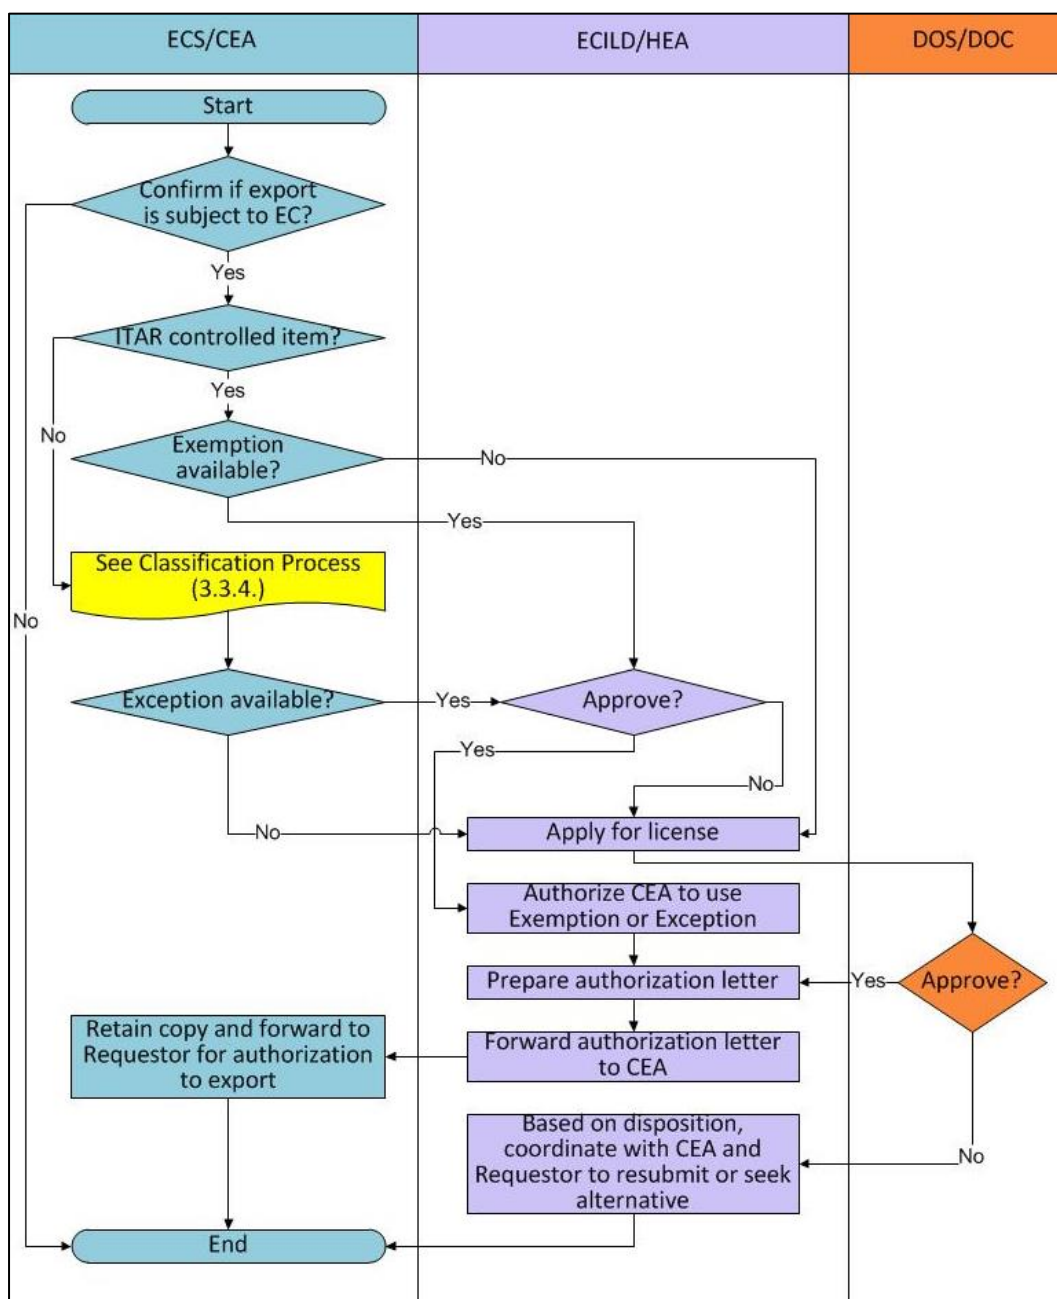 ECS/CEA
ECILD/HEA
DOS/DOC
Start
Confirm if export
is subject to EC?
Yes
ITAR controlled item?
Yes
No
Exemption
available?
No
Yes
See Classification Process
(3.3.4.)
No
Exception available?
Yes
Approve?
Yes
No
No
Apply for license
Authorize CEA to use
Exemption or Exception
Prepare authorization letter
Yes
Approve?
Retain copy and forward to
Requestor for authorization
to export
Forward authorization letter
to CEA
Based on disposition,
coordinate with CEA and
Requestor to resubmit or seek
alternative
No
End